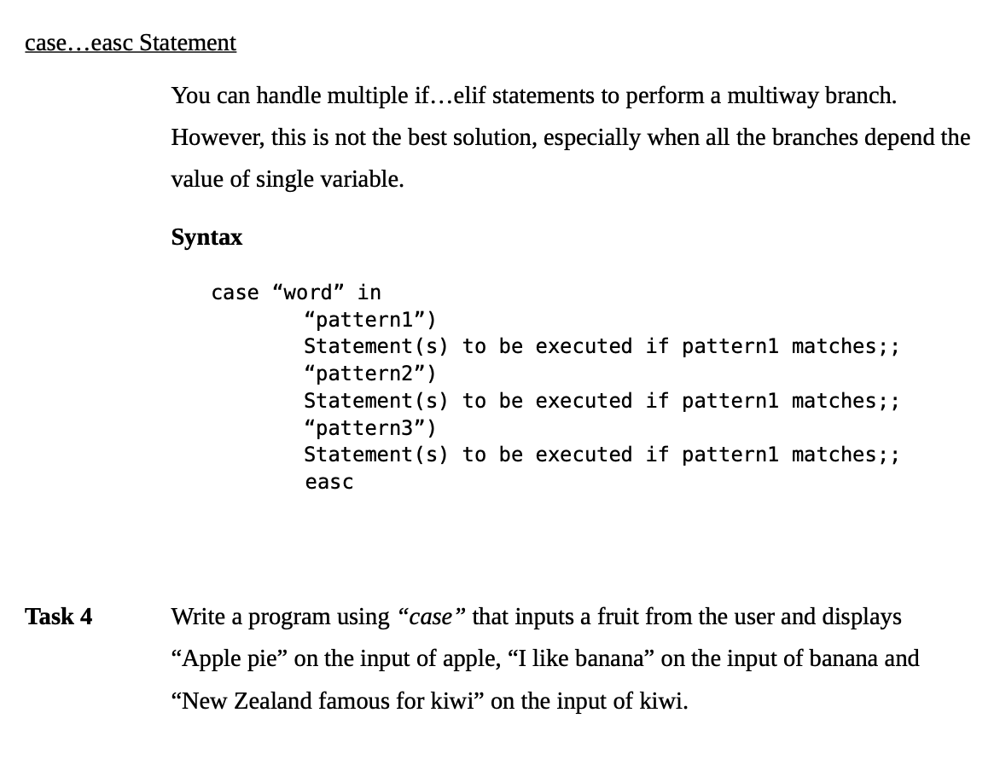 case…easc Statement
You can handle multiple if…elif statements to perform a multiway branch.
However, this is not the best solution, especially when all the branches depend the
value of single variable.
Syntax
case “word” in
“pattern1”)
Statement(s) to be executed if pattern1 matches;;
“pattern2”)
Statement(s) to be executed if pattern1 matches;;
“pattern3”)
Statement(s) to be executed if pattern1 matches;;
easc
Task 4 Write a program using “case” that inputs a fruit from the user and displays
“Apple pie” on the input of apple, “I like banana” on the input of banana and
“New Zealand famous for kiwi” on the input of kiwi.